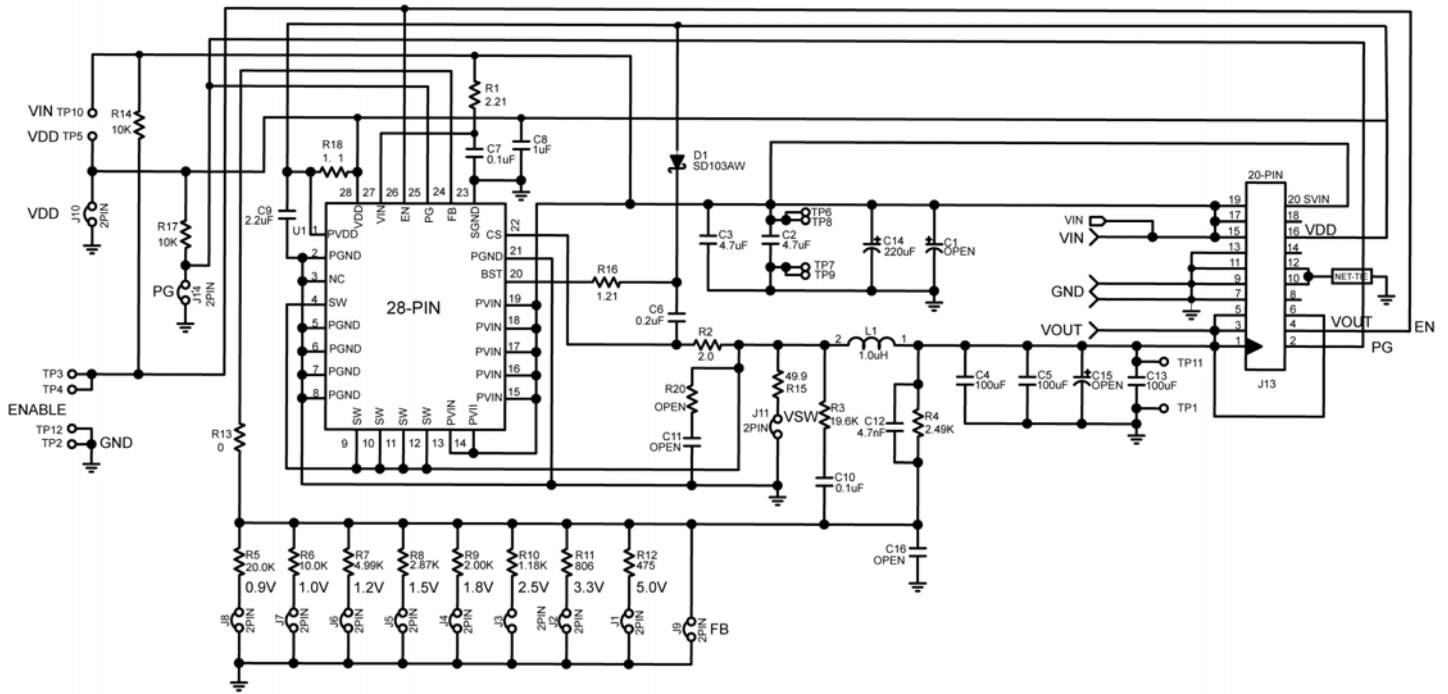 VIN TP10
VDD TP5
R14
10K
VDD
J10
2PIN
R17
10K
PG
J14
2PIN
TP3
TP4
ENABLE
TP12
TP2
GND
R13
0
R18
1. 1
C9
2.2uF
U1
R1
2.21
C7
0.1uF
C8
1uF
28 27 26 25 24 23
VDD
VIN
EN
PG
FB
SGND
1 PVDD
2 PGND
3 NC
4 SW
5 PGND
6 PGND
7 PGND
8 PGND
28-PIN
22
CS
PGND 21
BST 20
PVIN 19
PVIN 18
PVIN 17
PVIN 16
PVIN 15
SW
SW
SW
SW
PVIN
PVII
9 10 11 12 13 14
D1
SD103AW
R16
1.21
C6
0.2uF
R2
2.0
C3
4.7uF
C2
4.7uF
TP6
TP8
TP7
TP9
C14
220uF
C1
OPEN
R20
OPEN
C11
OPEN
49.9
R15
J11
2PIN
VSW
R3
19.6K
C10
0.1uF
2 L1 1
1.0uH
C12
4.7nF
R4
2.49K
C16
OPEN
C4
100uF
C5
100uF
C15
OPEN
C13
100uF
TP11
TP1
VIN
VIN
GND
VOUT
20-PIN
19
17
15
13
11
9
7
5
3
1
20 SVIN
18
16 VDD
14
12
10
8
6
4
2
NET-TIE
VOUT
EN
PG
J13
R5
20.0K
0.9V
J8
2PIN
R6
10.0K
1.0V
J7
2PIN
R7
4.99K
1.2V
J6
2PIN
R8
2.87K
1.5V
J5
2PIN
R9
2.00K
1.8V
J4
2PIN
R10
1.18K
2.5V
J3
2PIN
R11
806
3.3V
2PIN
J2
R12
475
5.0V
J1
2PIN
J9
2PIN
FB